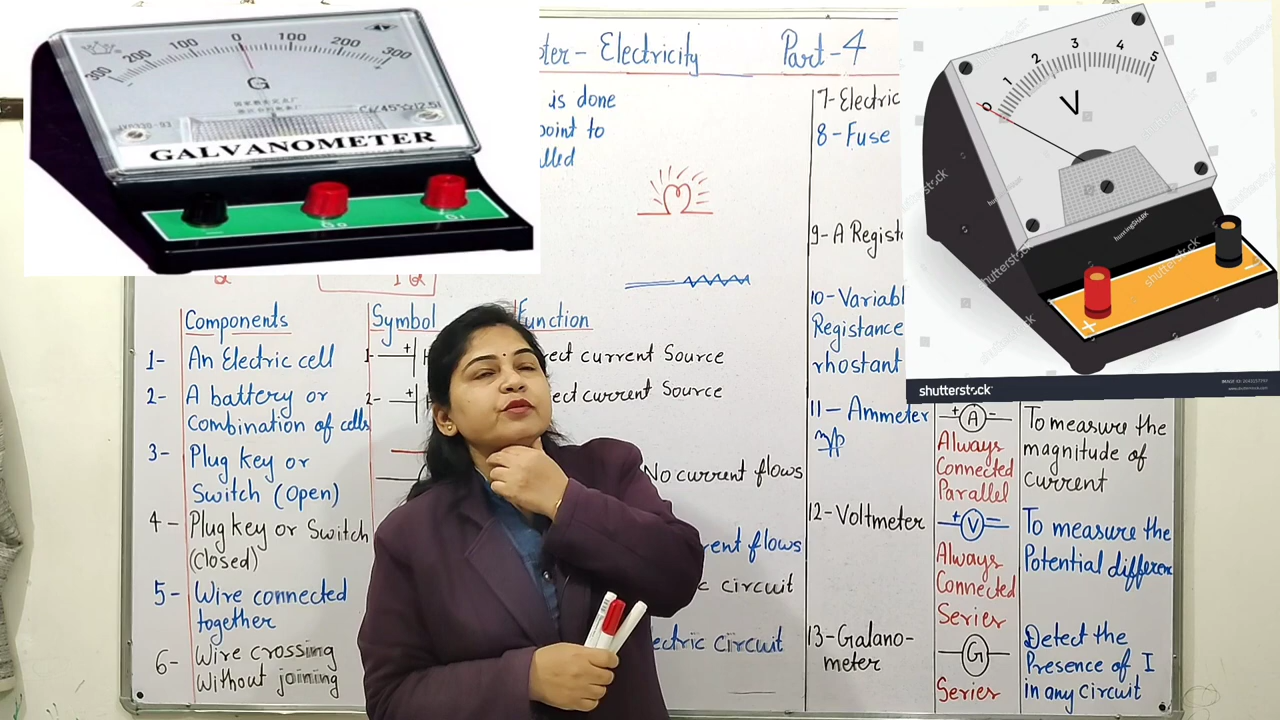 300 200 100 0 100 200 300
G
GALVANOMETER
G0 G1
ter- Electricity Part-4
is done
point to
alled
7- Electric
8- Fuse
9- A Registo
10- Variabl
Registance
rhostant
0 1 2 3 4 5
V
+
shutterstock
Components Symbol Function
1- An Electric cell + rect current Source
2- A battery or + ect current Source
Combination of cells
3- Plug key or
Switch (Open) No current flows
4- Plug key or Switch
(closed) rent flows
5- Wire connected c circuit
together
6- Wire crossing ectric circuit
Without joining
11- Ammeter + A - To measure the
Always magnitude of
Connected current
Parallel
12- Voltmeter + V - To measure the
Always Potential differen
Connected
Series
13- Galano- G Detect the
meter Presence of I
Series in any circuit